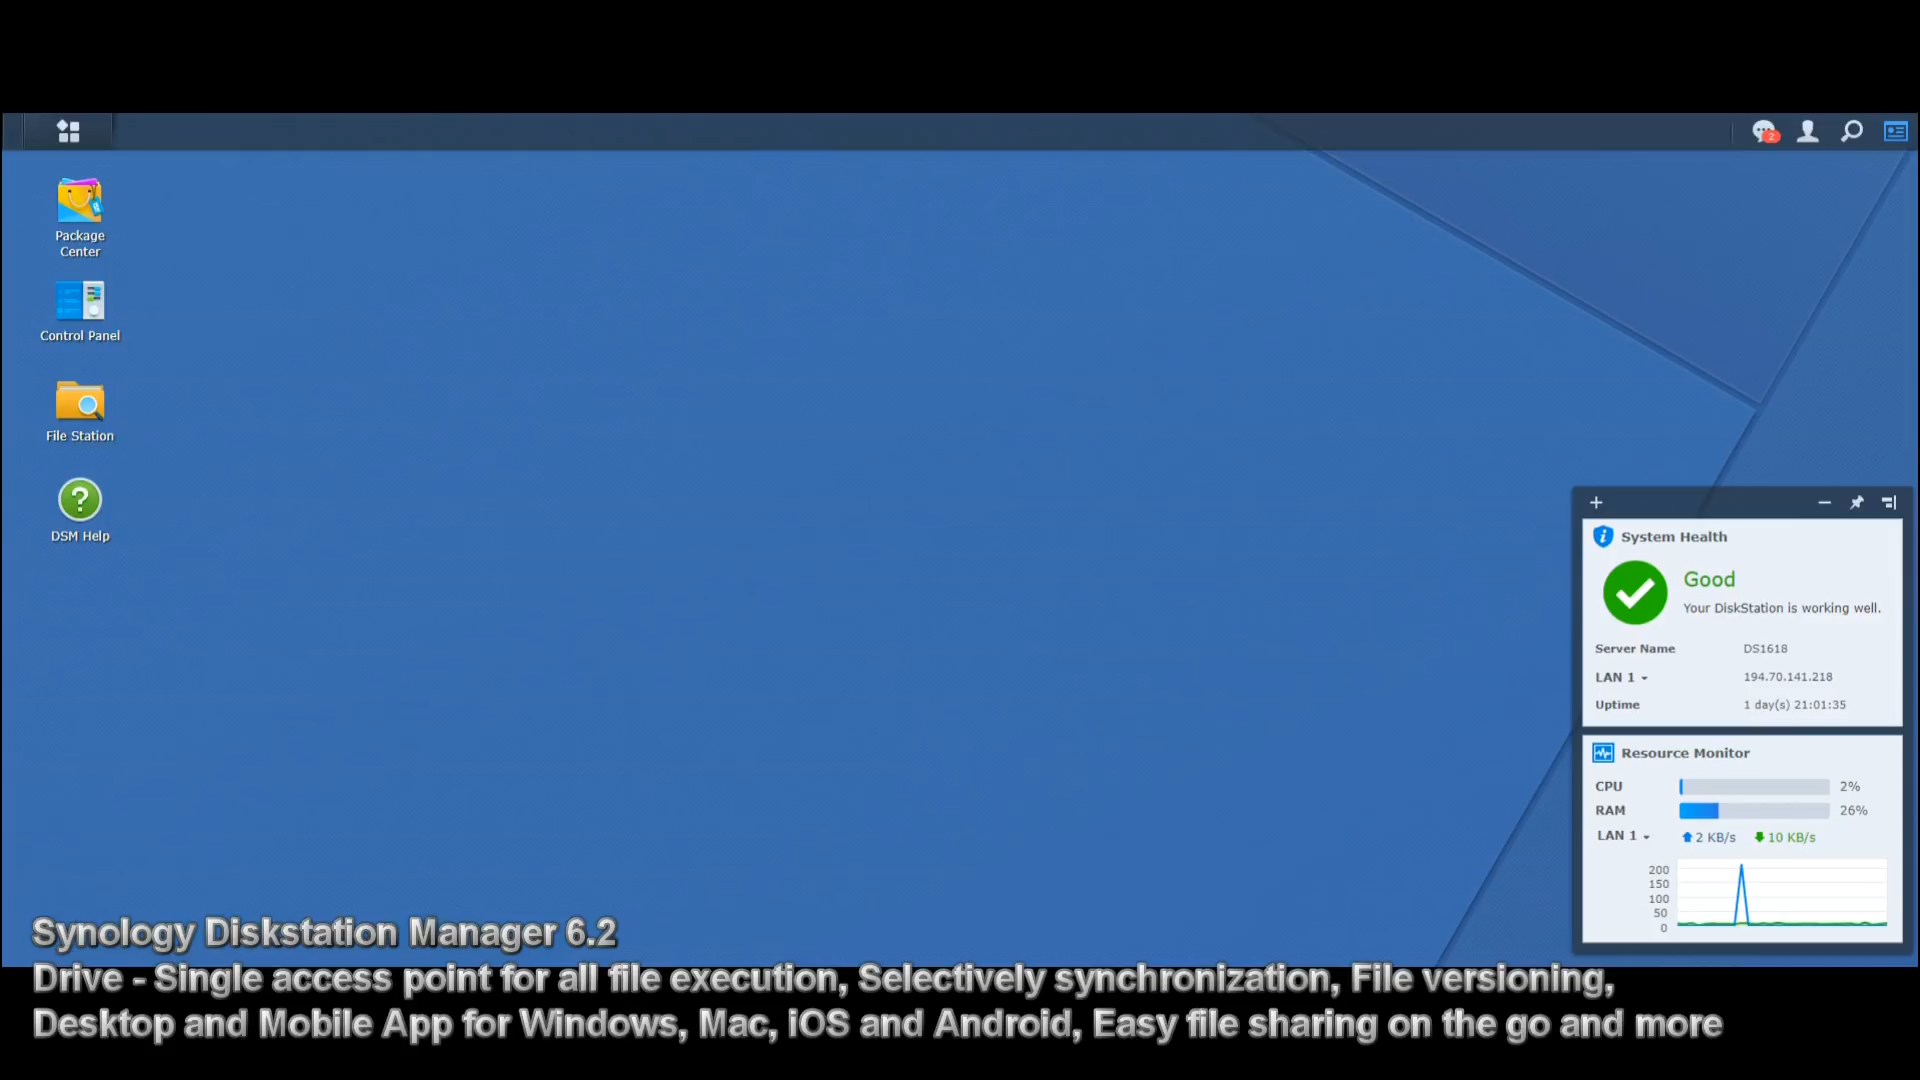 2
Package
Center
Control Panel
File Station
DSM Help
System Health
Good
Your DiskStation is working well.
Server Name DS1618
LAN 1 194.70.141.218
Uptime 1 day(s) 21:01:35
Resource Monitor
CPU 2%
RAM 26%
LAN 1 2 KB/s 10 KB/s
200
150
100
50
0
Synology Diskstation Manager 6.2
Drive - Single access point for all file execution, Selectively synchronization, File versioning,
Desktop and Mobile App for Windows, Mac, iOS and Android, Easy file sharing on the go and more